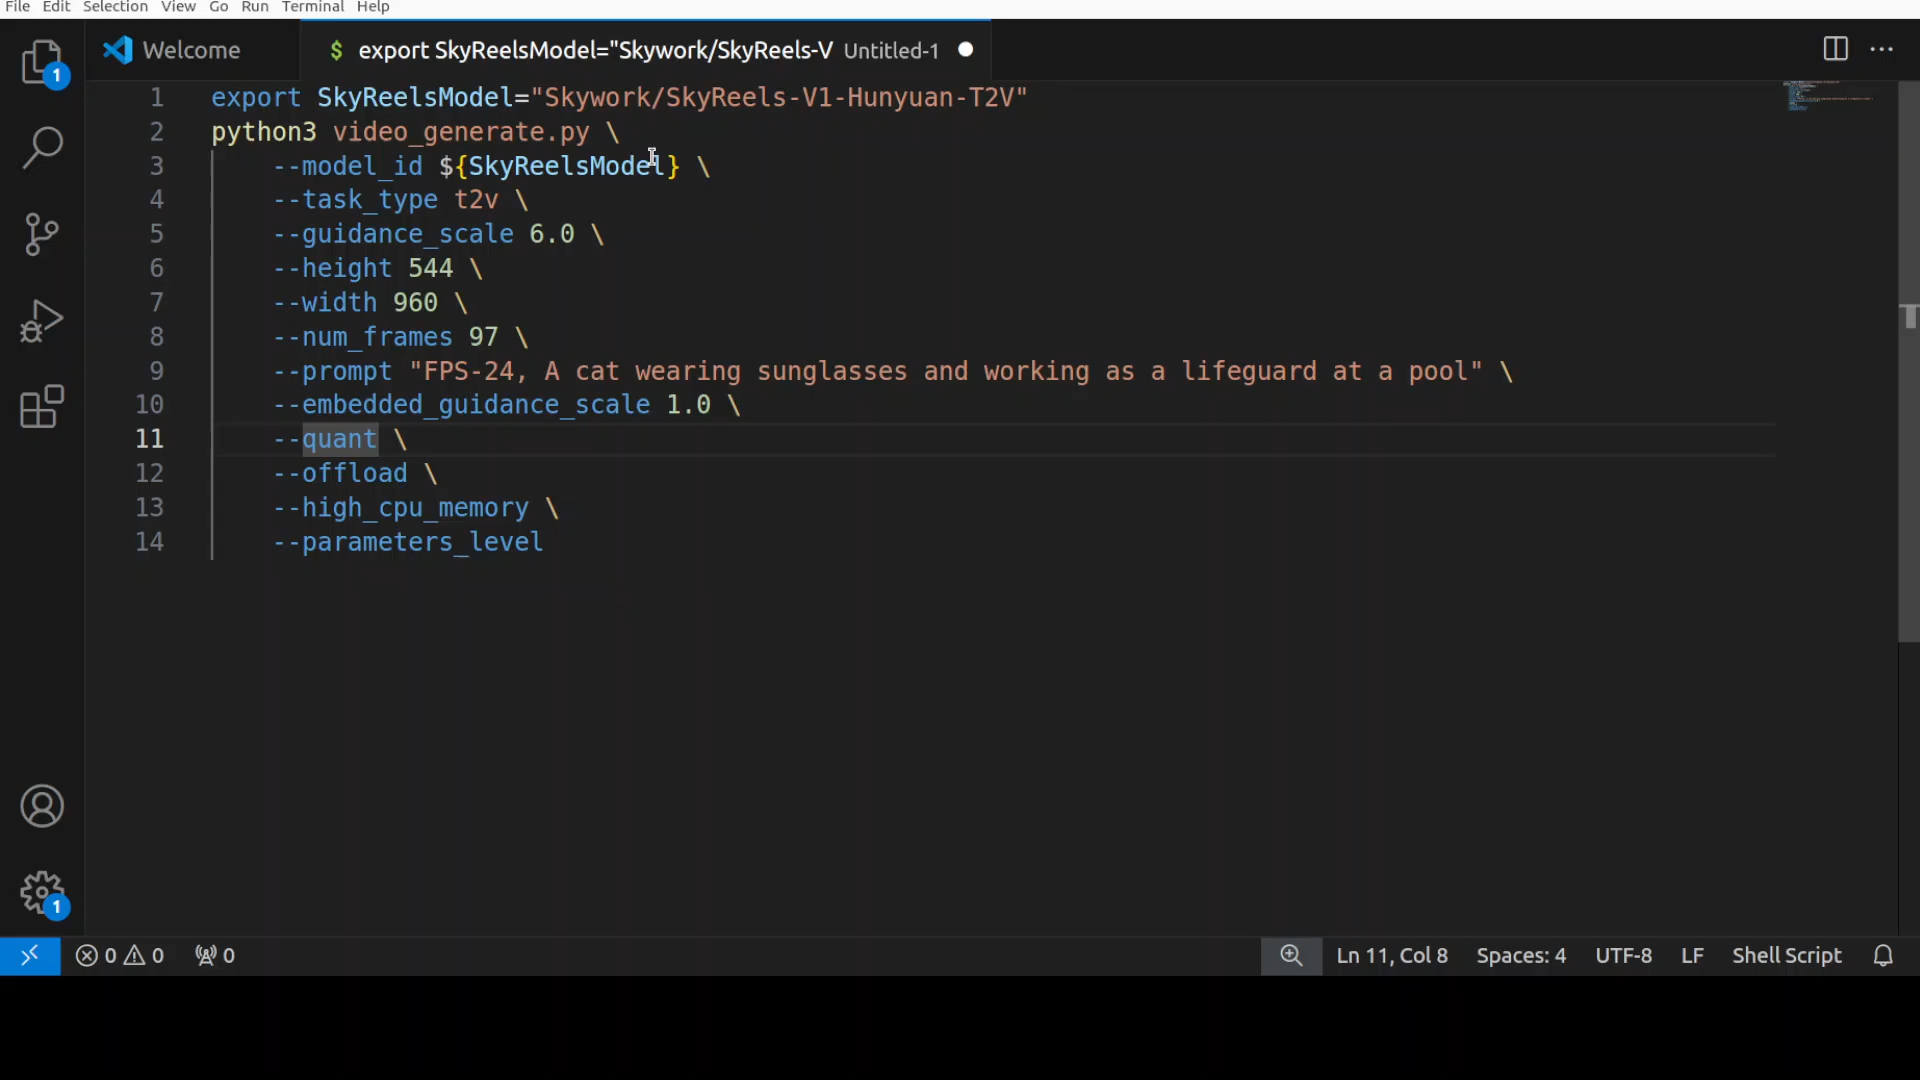 File Edit Selection View Go Run Terminal Help
Welcome
$ export SkyReelsModel="Skywork/SkyReels-V Untitled-1
1 export SkyReelsModel="Skywork/SkyReels-V1-Hunyuan-T2V"
2 python3 video_generate.py \
3 --model_id ${SkyReelsModel} \
4 --task_type t2v \
5 --guidance_scale 6.0 \
6 --height 544 \
7 --width 960 \
8 --num_frames 97 \
9 --prompt "FPS-24, A cat wearing sunglasses and working as a lifeguard at a pool" \
10 --embedded_guidance_scale 1.0 \
11 --quant \
12 --offload \
13 --high_cpu_memory \
14 --parameters_level
1
1
0 0 0 Ln 11, Col 8 Spaces: 4 UTF-8 LF Shell Script